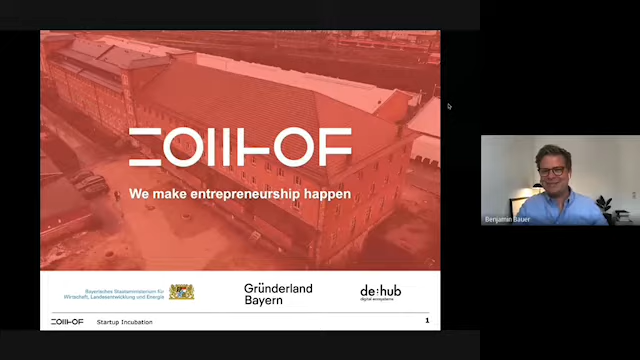 ZOLLHOF
We make entrepreneurship happen
Bayerisches Staatsministerium für
Wirtschaft, Landesentwicklung und Energie
Gründerland
Bayern
de:hub
digital ecosystems
ZOLLHOF
Startup Incubation
1
Benjamin Bauer